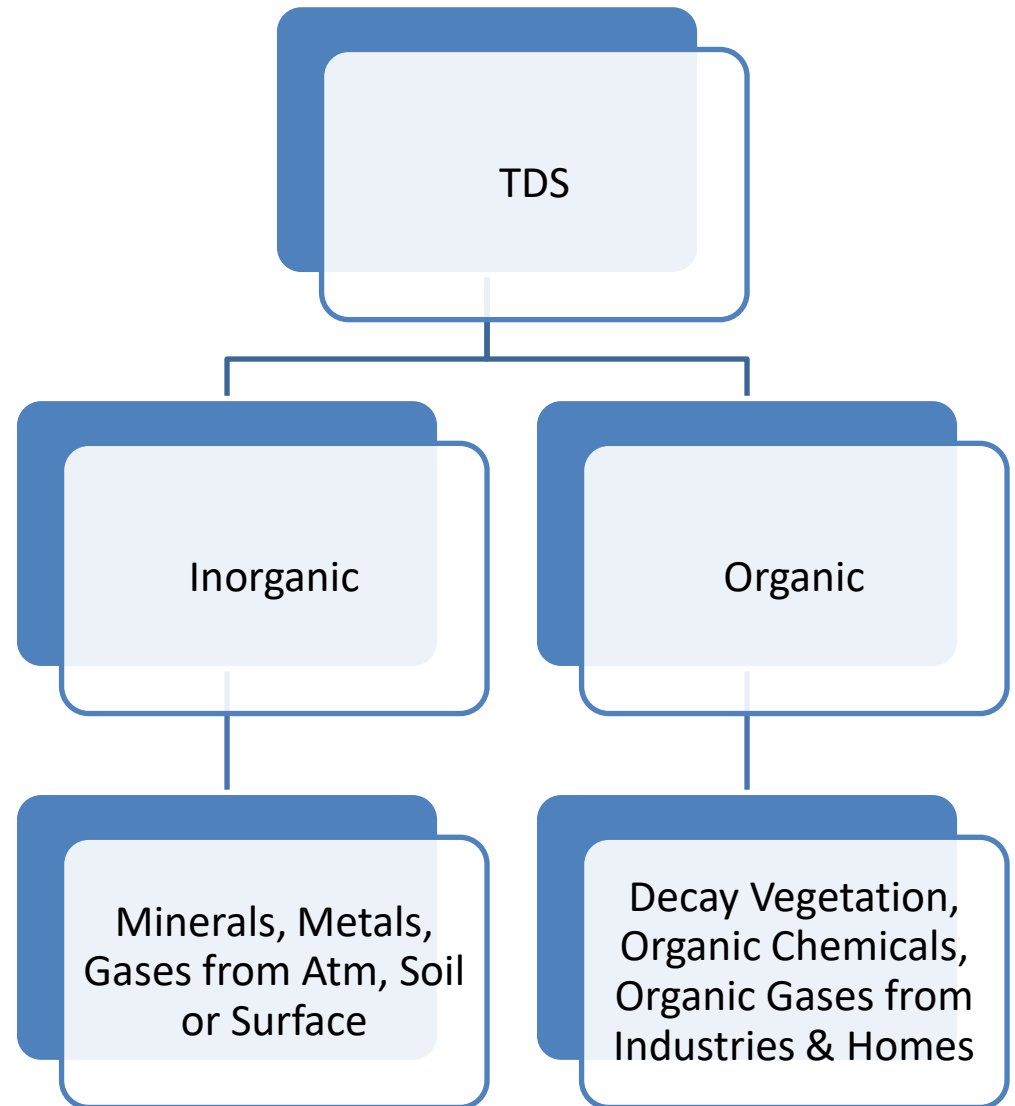 TDS
Inorganic
Organic
Minerals, Metals,
Gases from Atm, Soil
or Surface
Decay Vegetation,
Organic Chemicals,
Organic Gases from
Industries & Homes